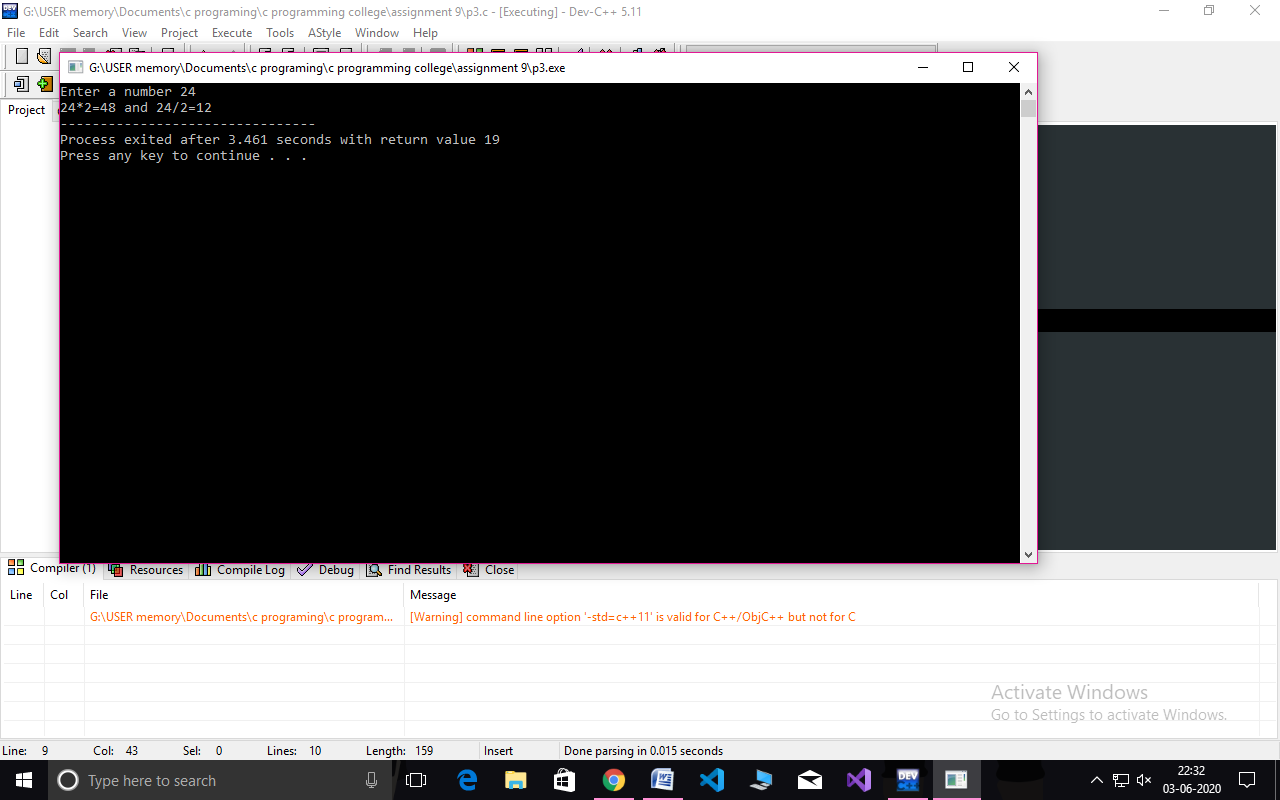 G:\USER memory\Documents\c programing\c programming college\assignment 9\p3.c - [Executing] - Dev-C++ 5.11
File Edit Search View Project Execute Tools AStyle Window Help
G:\USER memory\Documents\c programing\c programming college\assignment 9\p3.exe
Project
Enter a number 24
24*2=48 and 24/2=12
--------------------------------
Process exited after 3.461 seconds with return value 19
Press any key to continue . . .
Compiler (1) Resources Compile Log Debug Find Results Close
Line Col File Message
G:\USER memory\Documents\c programing\c program... [Warning] command line option '-std=c++11' is valid for C++/ObjC++ but not for C
Activate Windows
Go to Settings to activate Windows.
Line: 9 Col: 43 Sel: 0 Lines: 10 Length: 159 Insert Done parsing in 0.015 seconds
Type here to search
DEV
22:32
03-06-2020